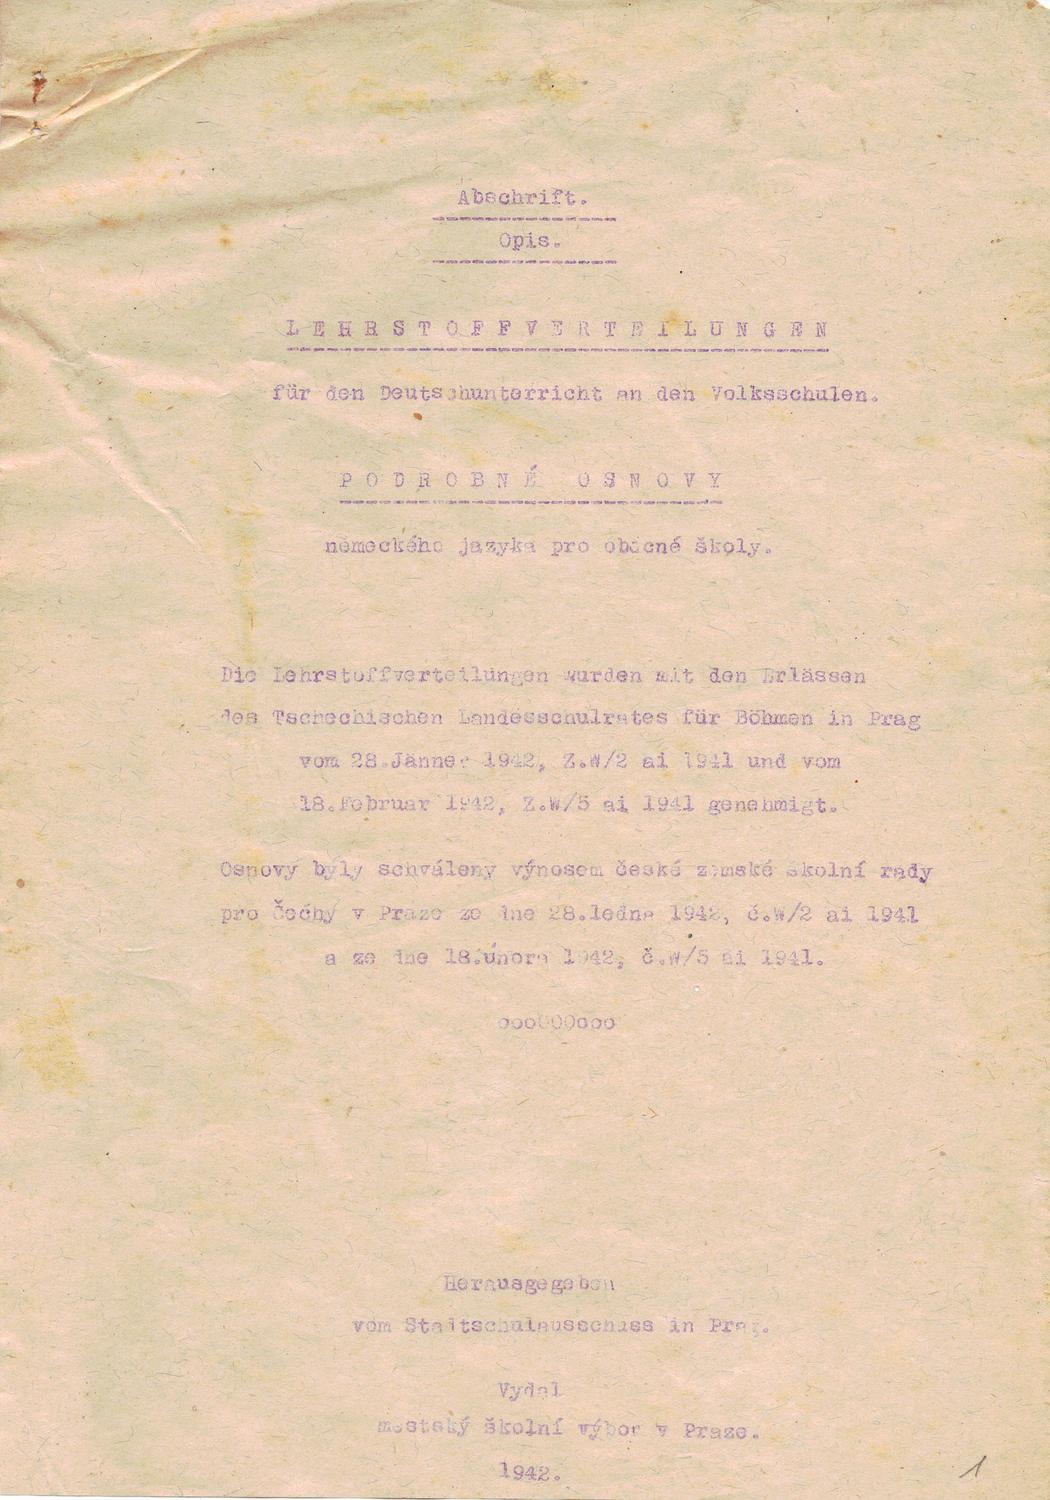 Abschrift.
Opis.
LEHRSTOFFVERTEILUNGEN
für den Deutschunterricht an den Volksschulen.
PODROBNÉ OSNOVY
německého jazyka pro obecné školy.
Die Lehrstoffverteilungen wurden mit den Erlässen
des Tschechischen Landesschulrates für Böhmen in Prag
vom 28.Jänner 1942, Z.W/2 ai 1941 und vom
18.Februar 1942, Z.W/5 ai 1941 genehmigt.
Osnovy byly schváleny výnosem české zemské školní rady
pro Čechy v Praze ze dne 28.ledna 1942, č.W/2 ai 1941
a ze dne 18.února 1942, č.W/5 ai 1941.
oooOOOooo
Herausgegeben
vom Stadtschulausschuss in Prag.
Vydal
městský školní výbor v Praze.
1942.
1